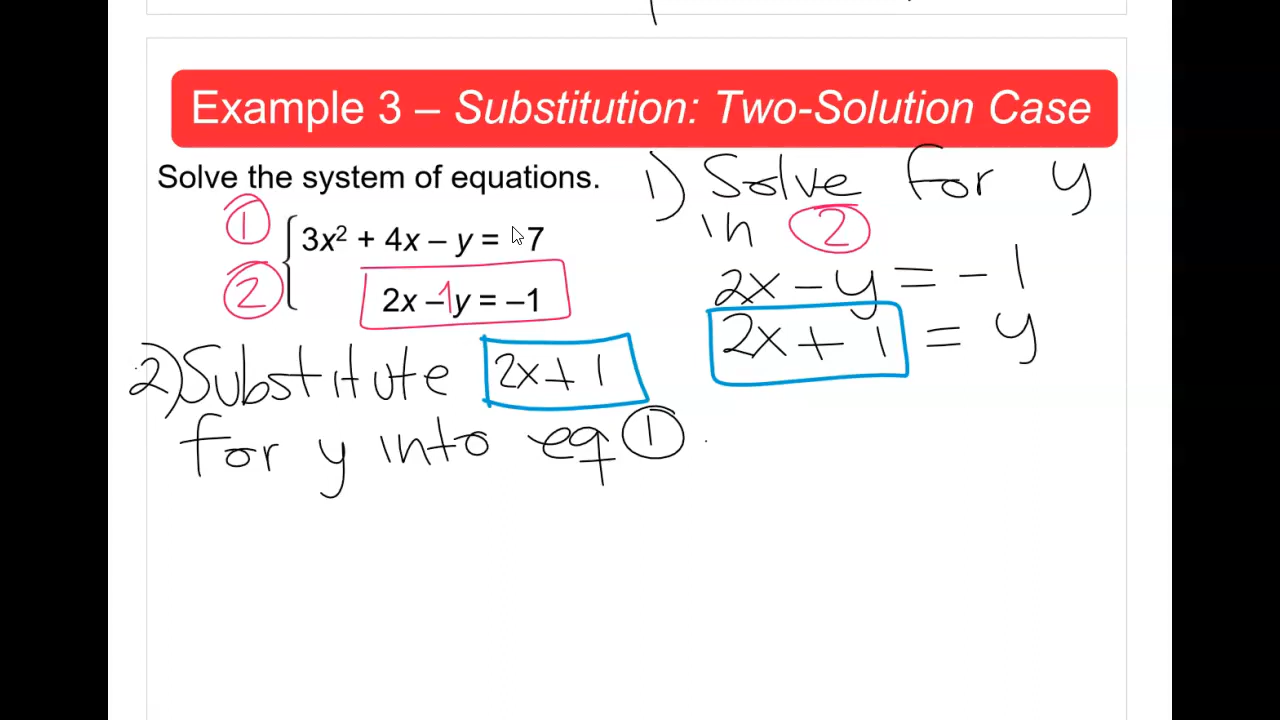 Example 3 – Substitution: Two-Solution Case
Solve the system of equations.
① 3x² + 4x – y = 7
② 2x – 1y = –1
1) Solve for y
in ②
2x – y = – 1
2x + 1 = y
2) Substitute 2x + 1
for y into eq ① .